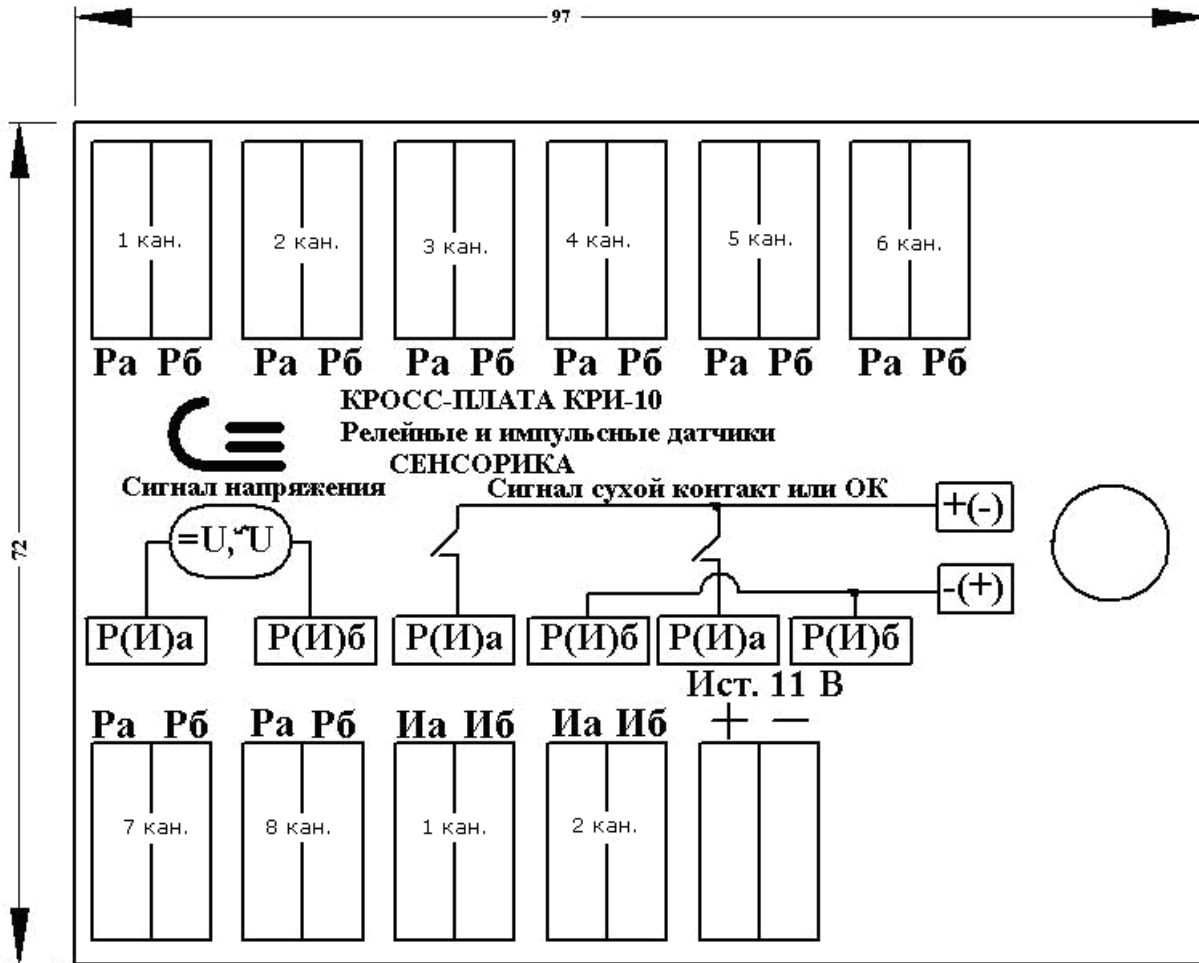 97
72
1 кан. 2 кан. 3 кан. 4 кан. 5 кан. 6 кан.
Ра Рб Ра Рб Ра Рб Ра Рб Ра Рб Ра Рб
КРОСС-ПЛАТА КРИ-10
Релейные и импульсные датчики
СЕНСОРИКА
Сигнал напряжения Сигнал сухой контакт или ОК
+(-)
=U,~U
-(+)
Р(И)а Р(И)б Р(И)а Р(И)б Р(И)а Р(И)б
Ист. 11 В
Ра Рб Ра Рб Иа Иб Иа Иб + −
7 кан. 8 кан. 1 кан. 2 кан.